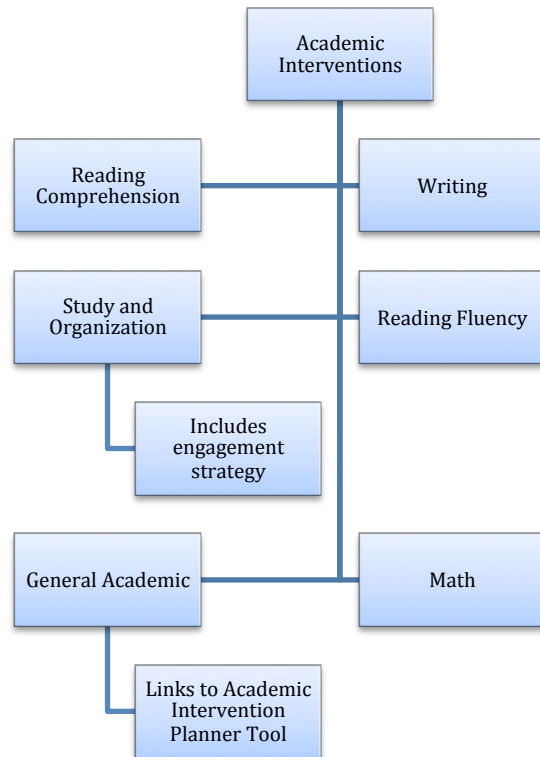 Academic
Interventions
Reading
Comprehension
Writing
Study and
Organization
Reading Fluency
Includes
engagement
strategy
General Academic
Math
Links to Academic
Intervention
Planner Tool